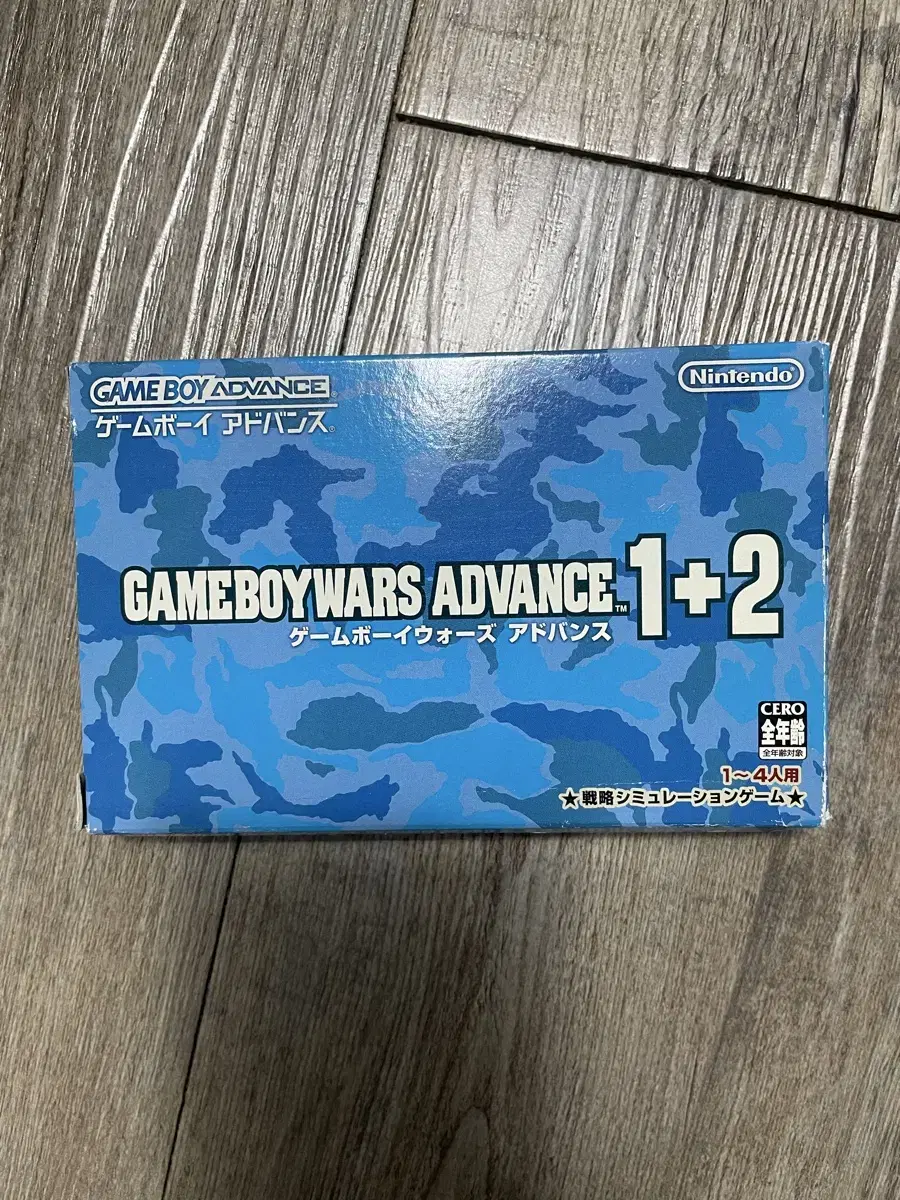 GAME BOY ADVANCE
ゲームボーイ アドバンス®
Nintendo®
GAMEBOYWARS ADVANCE™ 1+2
ゲームボーイウォーズ アドバンス
CERO
全年齢
全年齢対象
1〜4人用
★戦略シミュレーションゲーム★